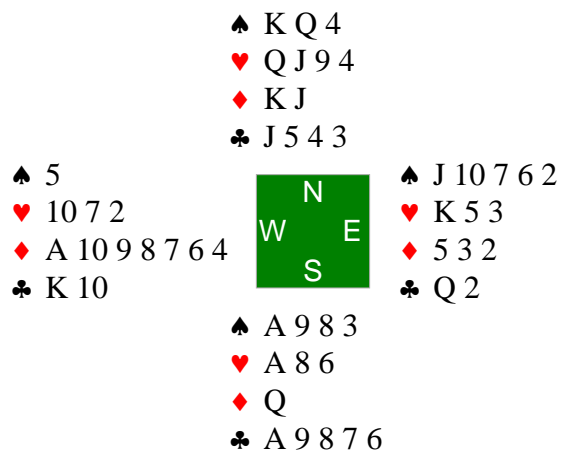 ♠ K Q 4
♥ Q J 9 4
♦ K J
♣ J 5 4 3
♠ 5
♥ 10 7 2
♦ A 10 9 8 7 6 4
♣ K 10
N
W E
S
♠ J 10 7 6 2
♥ K 5 3
♦ 5 3 2
♣ Q 2
♠ A 9 8 3
♥ A 8 6
♦ Q
♣ A 9 8 7 6